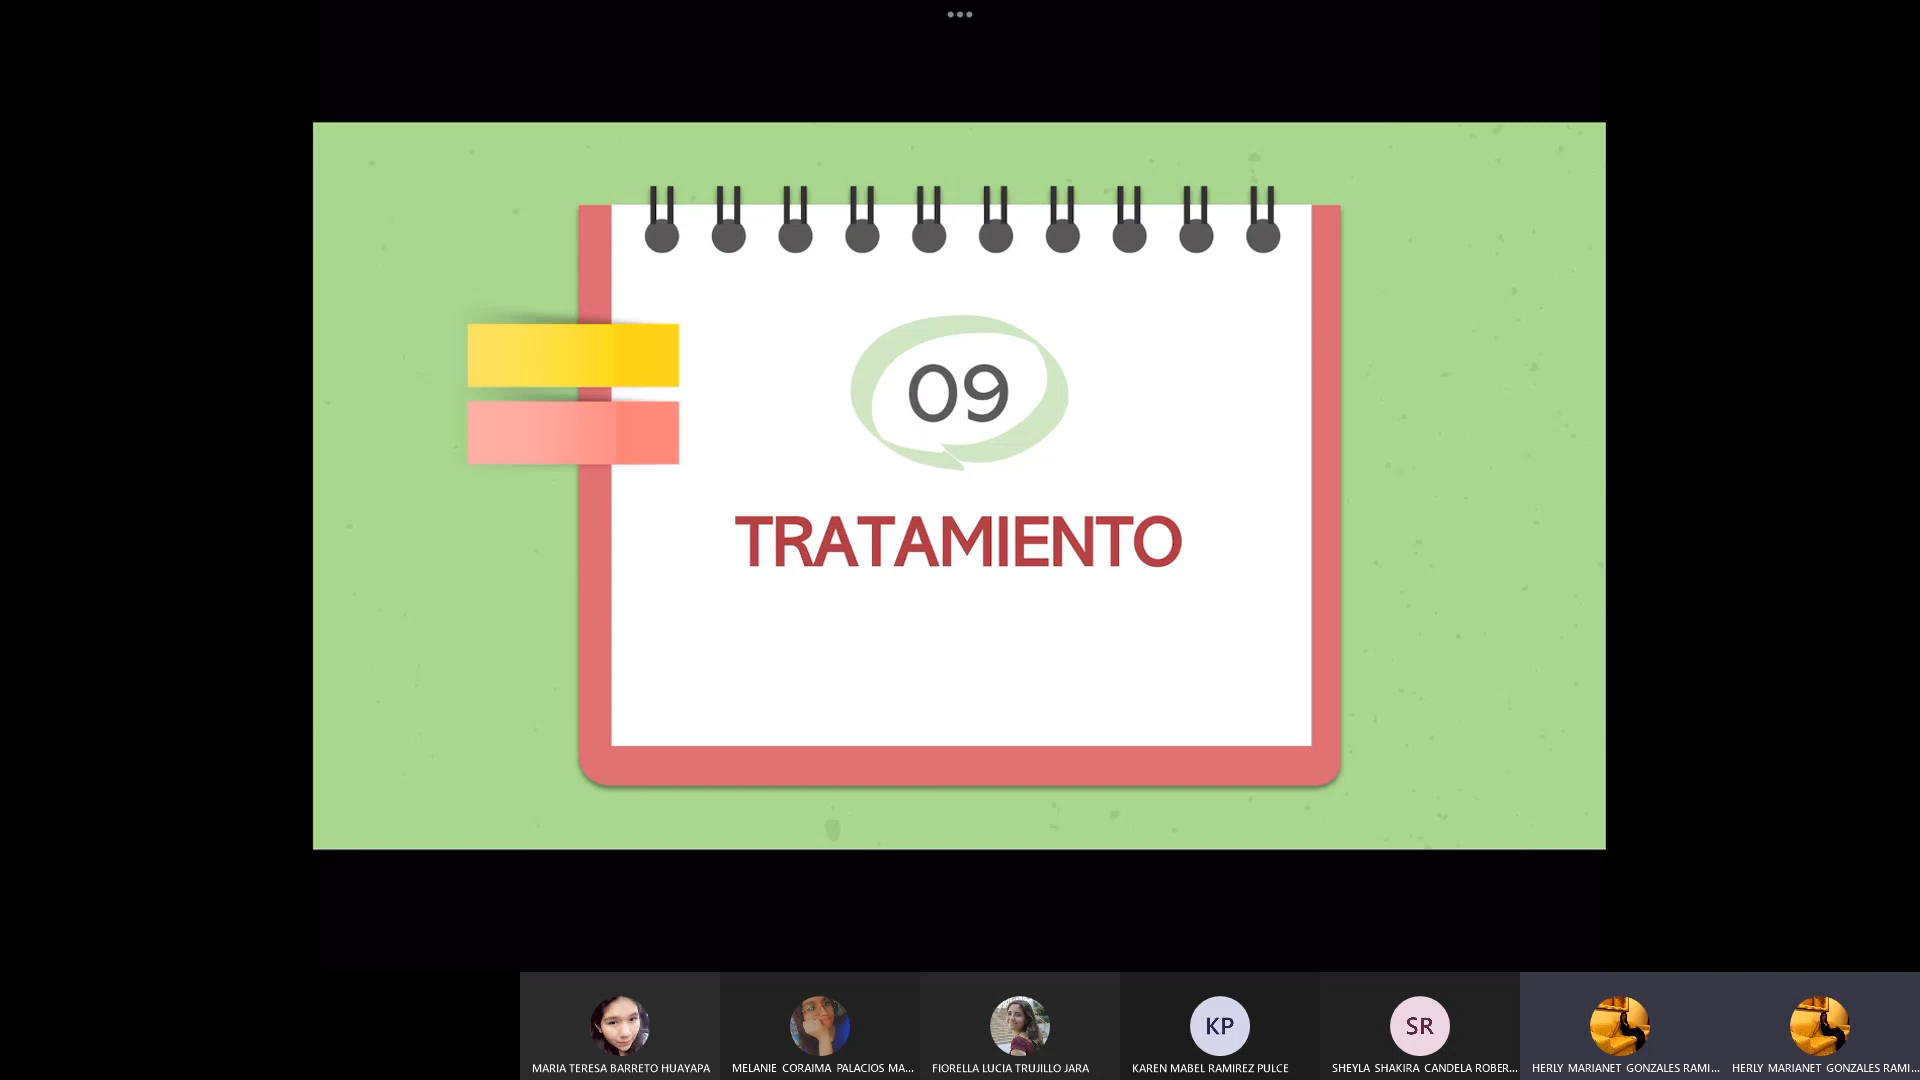 09
TRATAMIENTO
KP
SR
MARIA TERESA BARRETO HUAYAPA
MELANIE CORAIMA PALACIOS MA...
FIORELLA LUCIA TRUJILLO JARA
KAREN MABEL RAMIREZ PULCE
SHEYLA SHAKIRA CANDELA ROBER...
HERLY MARIANET GONZALES RAMI...
HERLY MARIANET GONZALES RAMI...